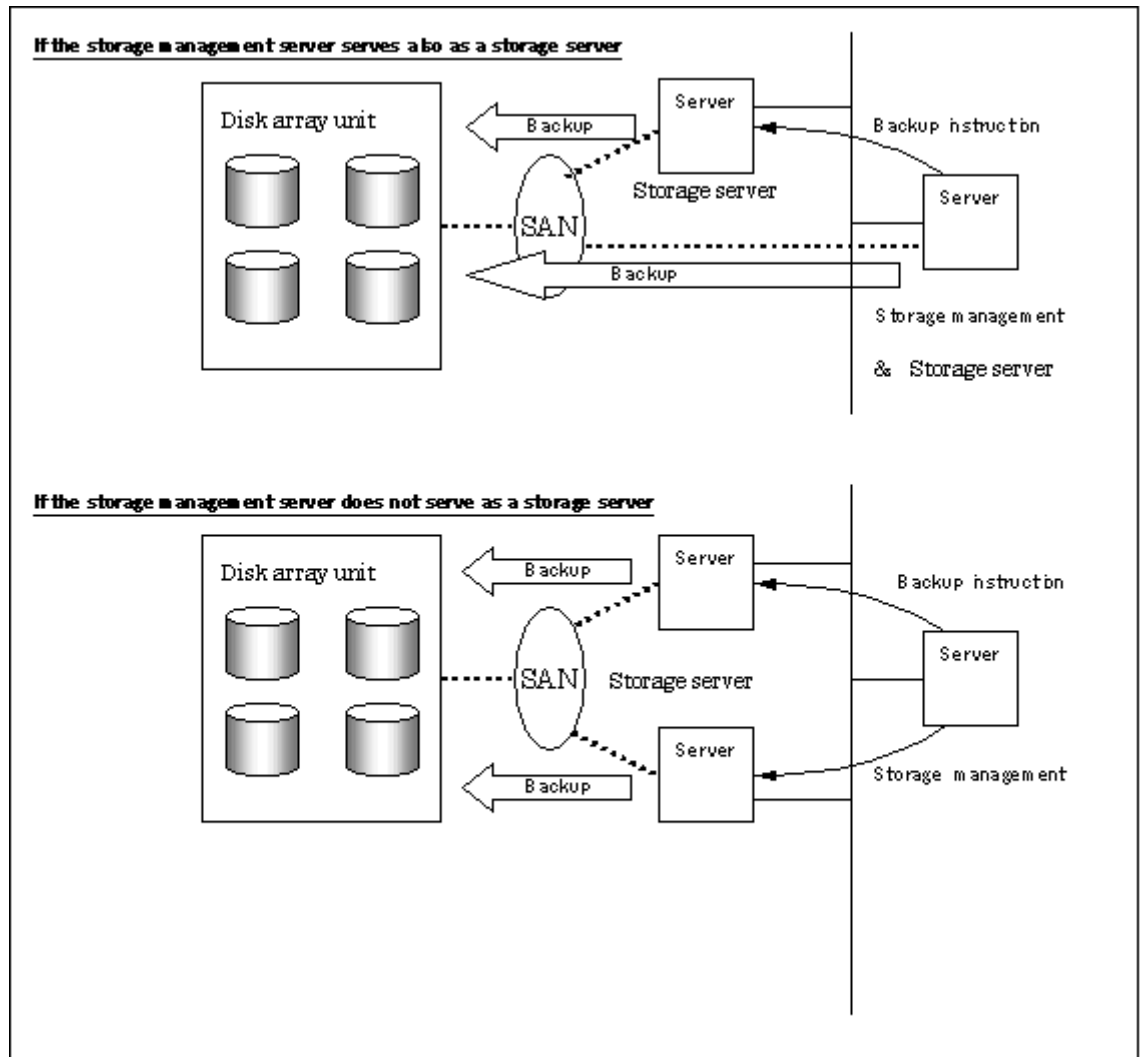 If the storage management server serves also as a storage server
Server
Disk array unit
Backup
Backup instruction
Storage server
Server
SAN
Backup
Storage management
& Storage server
If the storage management server does not serve as a storage server
Server
Disk array unit
Backup
Backup instruction
Server
SAN
Storage server
Server
Storage management
Backup